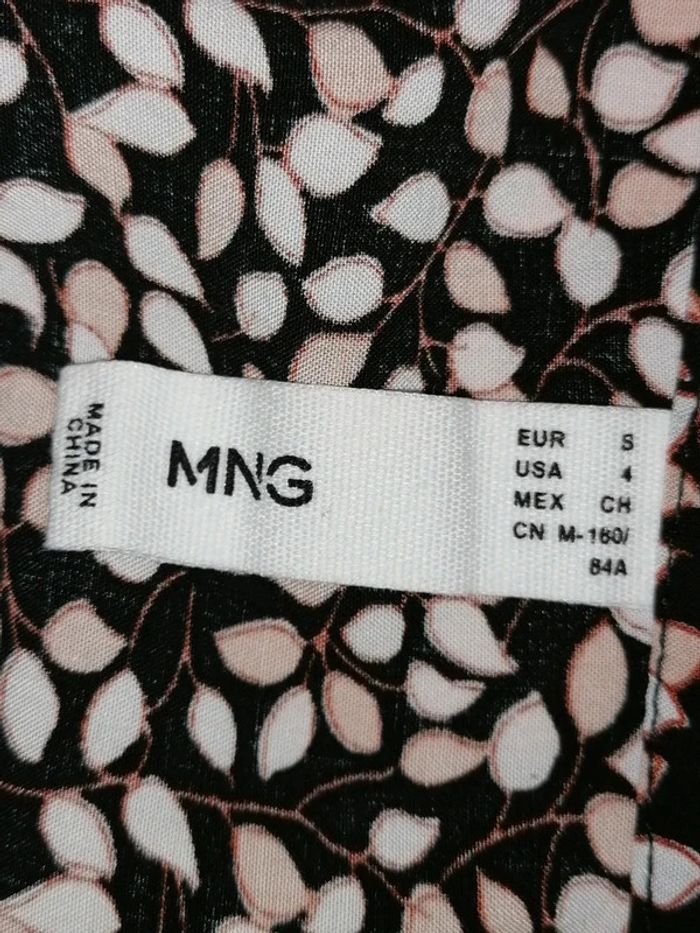 MADE IN
CHINA
MNG
EUR S
USA 4
MEX CH
CN M-160/
84A